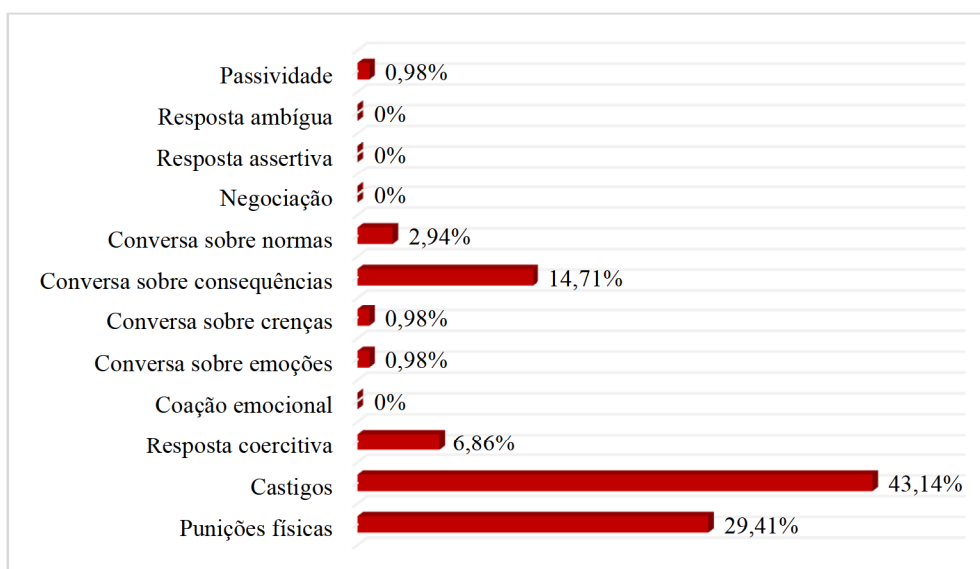 Passividade 0,98%
Resposta ambígua 0%
Resposta assertiva 0%
Negociação 0%
Conversa sobre normas 2,94%
Conversa sobre consequências 14,71%
Conversa sobre crenças 0,98%
Conversa sobre emoções 0,98%
Coação emocional 0%
Resposta coercitiva 6,86%
Castigos 43,14%
Punições físicas 29,41%